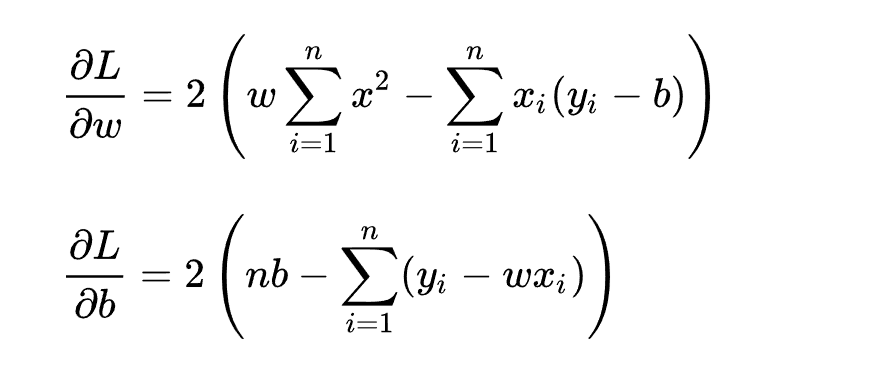 ∂L/∂w = 2 ( w ∑_{i=1}^{n} x² − ∑_{i=1}^{n} x_i(y_i − b) )
∂L/∂b = 2 ( nb − ∑_{i=1}^{n} (y_i − wx_i) )